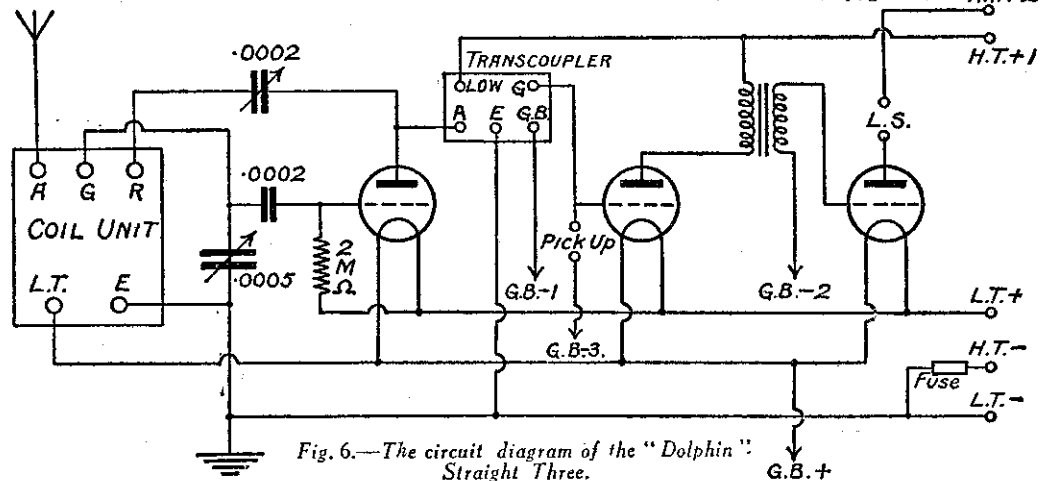 H.T.+1
·0002
TRANSCOUPLER
LOW G
A E G.B.
L.S.
A G R
·0002
COIL UNIT
Pick Up
2
M
Ω
·0005
L.T. E
G.B.-1
G.B.-2
L.T.+
G.B-3.
H.T.-
Fuse
L.T.-
Fig. 6.—The circuit diagram of the "Dolphin"
Straight Three.
G.B.+